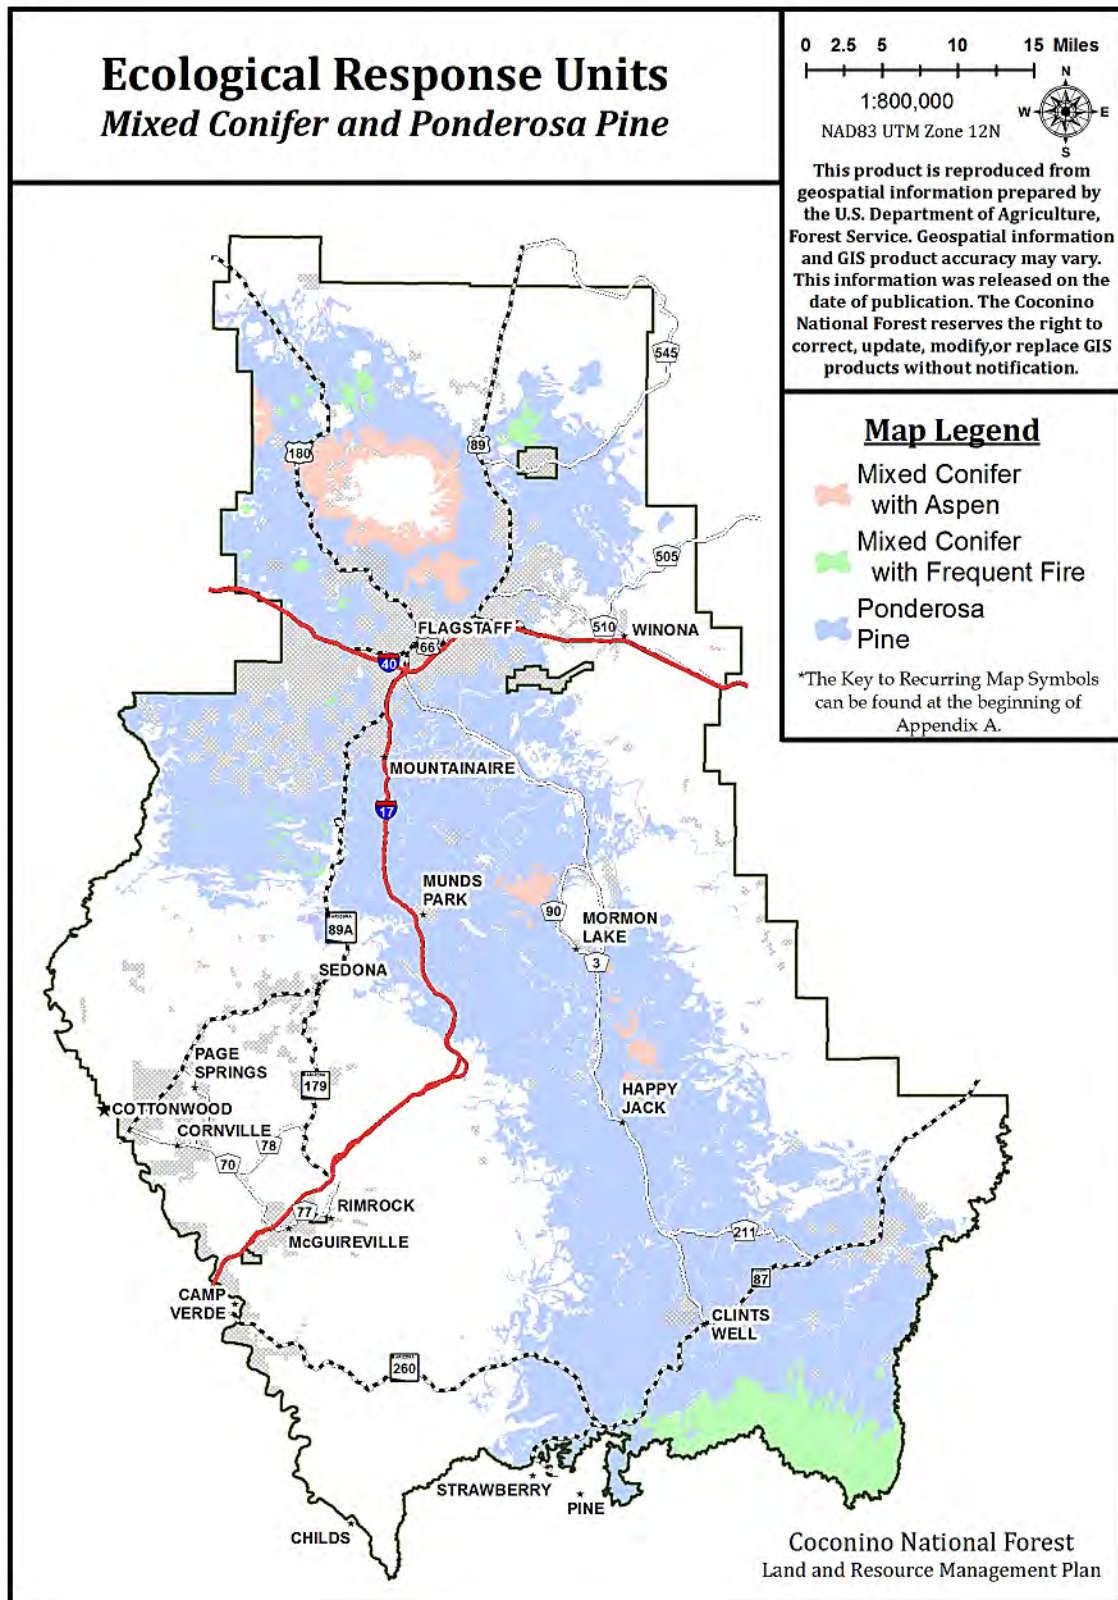 Ecological Response Units
Mixed Conifer and Ponderosa Pine
0 2.5 5 10 15 Miles
1:800,000
NAD83 UTM Zone 12N
N
W E
S
This product is reproduced from
geospatial information prepared by
the U.S. Department of Agriculture,
Forest Service. Geospatial information
and GIS product accuracy may vary.
This information was released on the
date of publication. The Coconino
National Forest reserves the right to
correct, update, modify,or replace GIS
products without notification.
Map Legend
Mixed Conifer
with Aspen
Mixed Conifer
with Frequent Fire
Ponderosa
Pine
*The Key to Recurring Map Symbols
can be found at the beginning of
Appendix A.
545
89
180
505
510
WINONA
FLAGSTAFF
66
40
MOUNTAINAIRE
17
MUNDS
PARK
90
MORMON
LAKE
89A
3
SEDONA
PAGE
SPRINGS
179
HAPPY
JACK
COTTONWOOD
CORNVILLE
78
70
77
RIMROCK
McGUIREVILLE
211
87
CAMP
VERDE
CLINTS
WELL
260
STRAWBERRY
PINE
CHILDS
Coconino National Forest
Land and Resource Management Plan